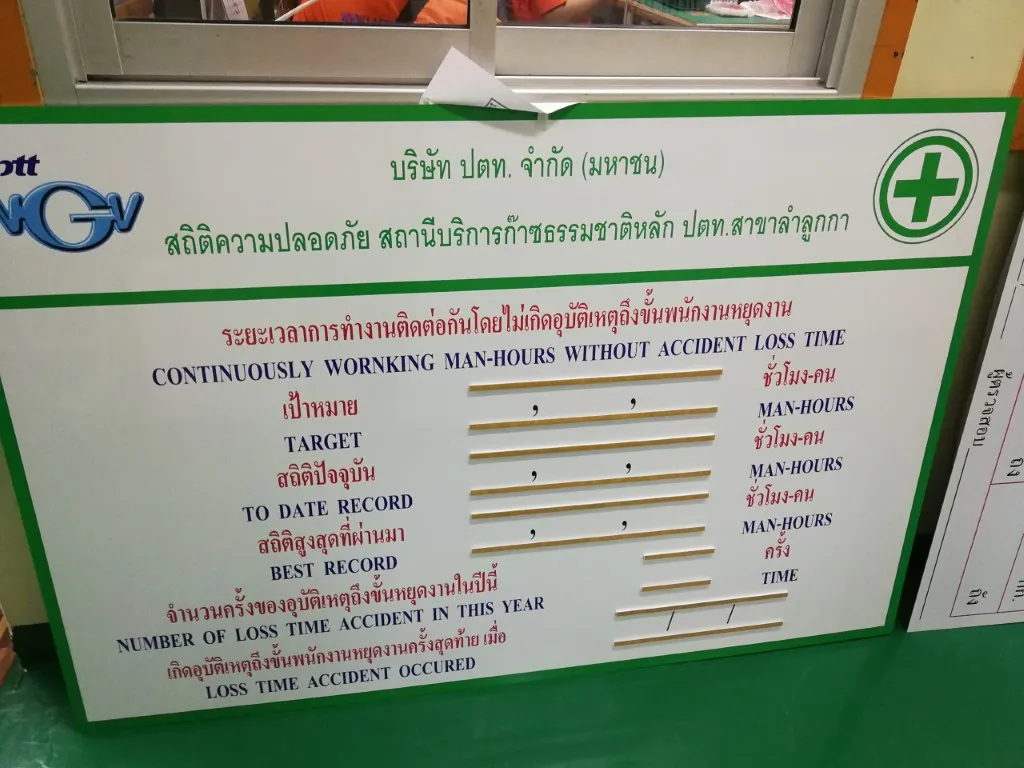 ptt
NGV
บริษัท ปตท. จำกัด (มหาชน)
สถิติความปลอดภัย สถานีบริการก๊าซธรรมชาติหลัก ปตท.สาขาลำลูกกา
ระยะเวลาการทำงานติดต่อกันโดยไม่เกิดอุบัติเหตุถึงขั้นพนักงานหยุดงาน
CONTINUOUSLY WORNKING MAN-HOURS WITHOUT ACCIDENT LOSS TIME
เป้าหมาย , , ชั่วโมง-คน
TARGET MAN-HOURS
สถิติปัจจุบัน , , ชั่วโมง-คน
TO DATE RECORD MAN-HOURS
สถิติสูงสุดที่ผ่านมา , , ชั่วโมง-คน
BEST RECORD MAN-HOURS
จำนวนครั้งของอุบัติเหตุถึงขั้นหยุดงานในปีนี้ ครั้ง
NUMBER OF LOSS TIME ACCIDENT IN THIS YEAR TIME
เกิดอุบัติเหตุถึงขั้นพนักงานหยุดงานครั้งสุดท้าย เมื่อ / /
LOSS TIME ACCIDENT OCCURED
ผู้ตรวจสอบ
ถึง
ถึง
กก.